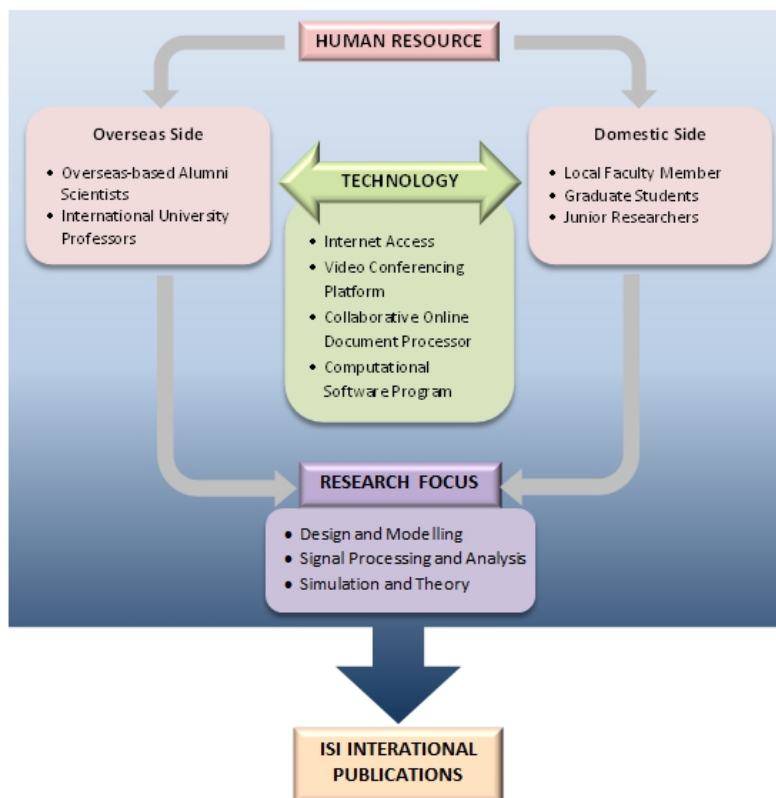 HUMAN RESOURCE
Overseas Side
• Overseas-based Alumni
Scientists
• International University
Professors
TECHNOLOGY
• Internet Access
• Video Conferencing
Platform
• Collaborative Online
Document Processor
• Computational
Software Program
Domestic Side
• Local Faculty Member
• Graduate Students
• Junior Researchers
RESEARCH FOCUS
• Design and Modelling
• Signal Processing and Analysis
• Simulation and Theory
ISI INTERATIONAL
PUBLICATIONS